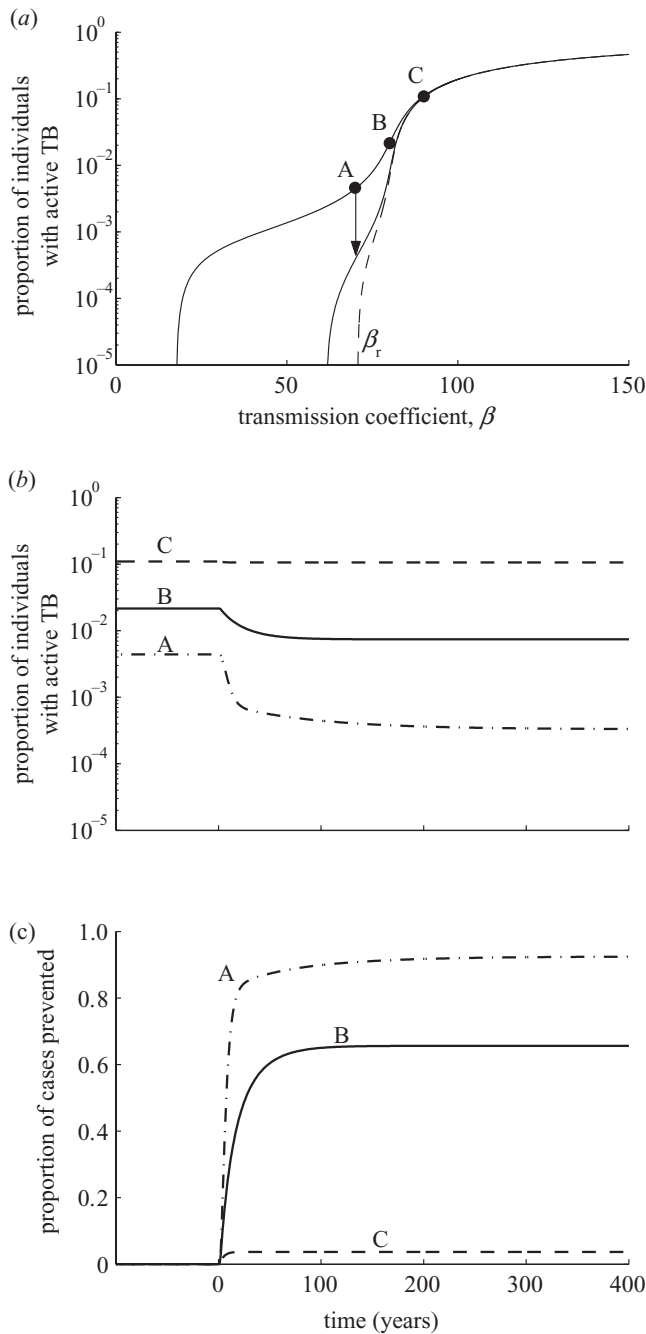 (a)
10^0
10^–1
10^–2
10^–3
10^–4
10^–5
proportion of individuals
with active TB
A
B
C
β_r
0
50
100
150
transmission coefficient, β
(b)
10^0
10^–1
10^–2
10^–3
10^–4
10^–5
proportion of individuals
with active TB
C
B
A
(c)
1.0
0.8
0.6
0.4
0.2
0
proportion of cases prevented
A
B
C
0
100
200
300
400
time (years)